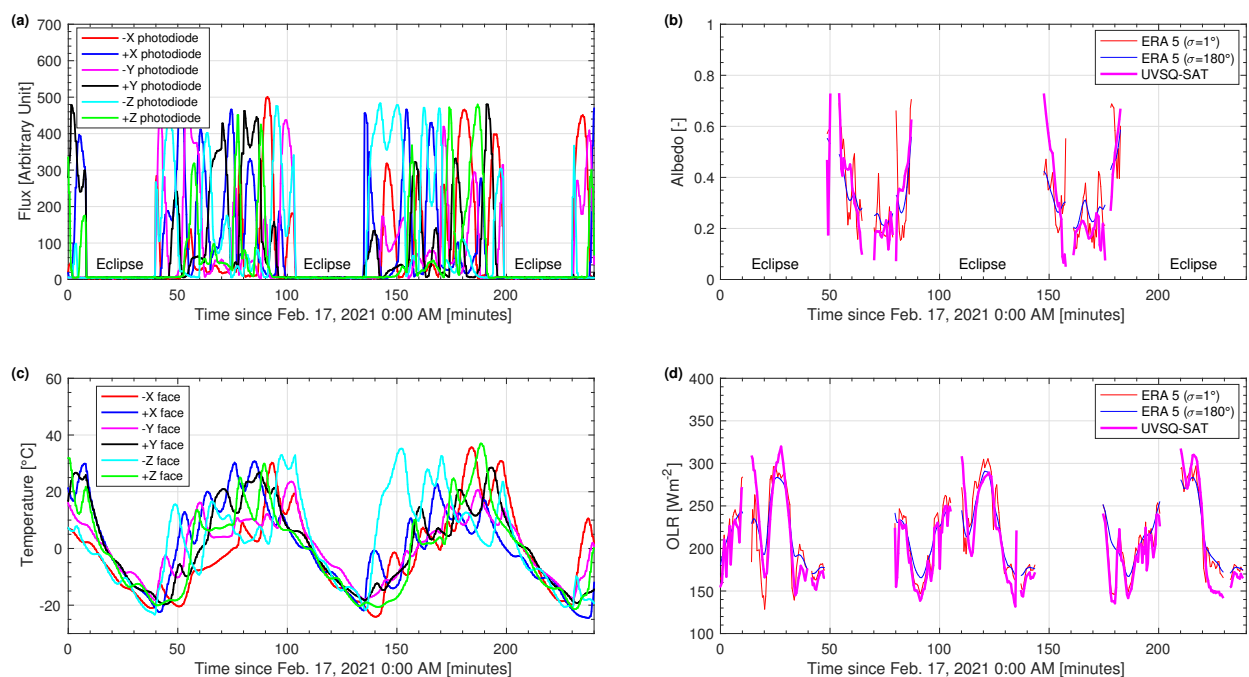 (a)
700
600
500
400
300
200
100
0
Flux [Arbitrary Unit]
-X photodiode
+X photodiode
-Y photodiode
+Y photodiode
-Z photodiode
+Z photodiode
Eclipse
Eclipse
Eclipse
0
50
100
150
200
Time since Feb. 17, 2021 0:00 AM [minutes]
(b)
1
0.8
0.6
0.4
0.2
0
Albedo [-]
ERA 5 (σ=1°)
ERA 5 (σ=180°)
UVSQ-SAT
Eclipse
Eclipse
Eclipse
0
50
100
150
200
Time since Feb. 17, 2021 0:00 AM [minutes]
(c)
60
40
20
0
-20
Temperature [°C]
-X face
+X face
-Y face
+Y face
-Z face
+Z face
0
50
100
150
200
Time since Feb. 17, 2021 0:00 AM [minutes]
(d)
400
350
300
250
200
150
100
OLR [Wm-2]
ERA 5 (σ=1°)
ERA 5 (σ=180°)
UVSQ-SAT
0
50
100
150
200
Time since Feb. 17, 2021 0:00 AM [minutes]